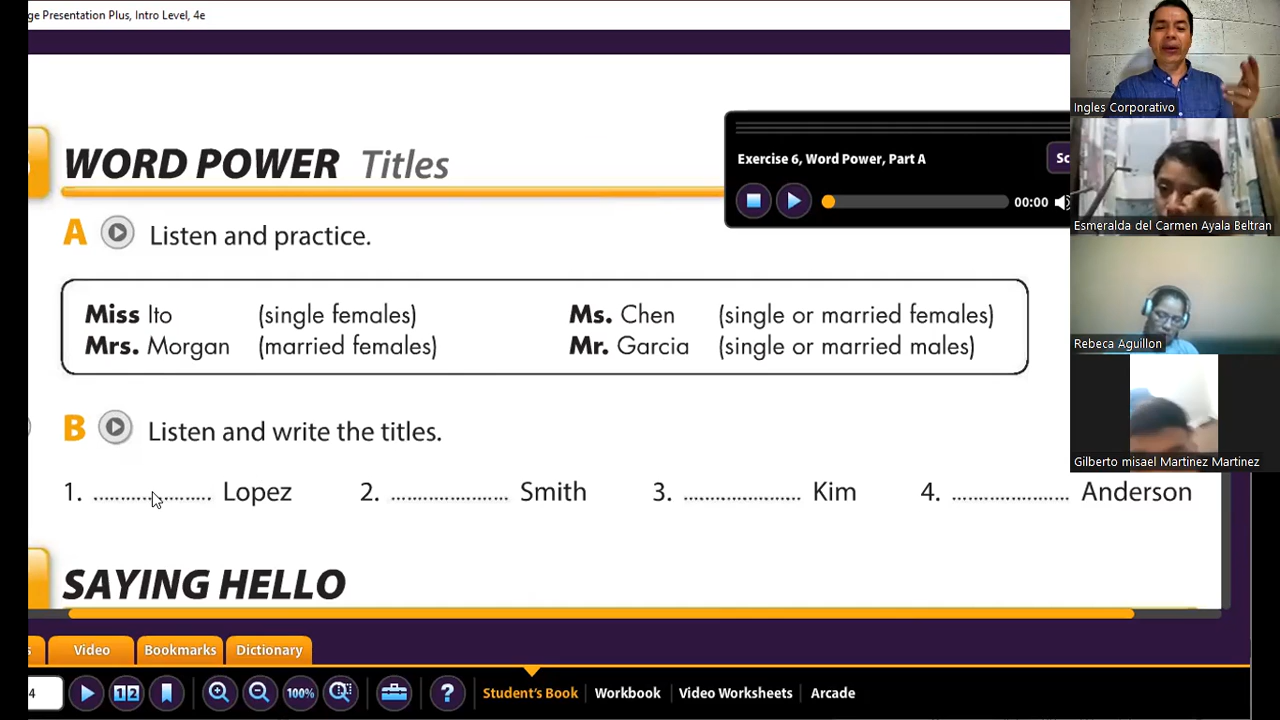 ge Presentation Plus, Intro Level, 4e
WORD POWER Titles
Exercise 6, Word Power, Part A
Sc
00:00
A Listen and practice.
Miss Ito (single females) Ms. Chen (single or married females)
Mrs. Morgan (married females) Mr. Garcia (single or married males)
B Listen and write the titles.
1. .................... Lopez 2. .................... Smith 3. .................... Kim 4. .................... Anderson
SAYING HELLO
s Video Bookmarks Dictionary
4 1 2 100% ? Student's Book Workbook Video Worksheets Arcade
Ingles Corporativo
Esmeralda del Carmen Ayala Beltran
Rebeca Aguillon
Gilberto misael Martinez Martinez